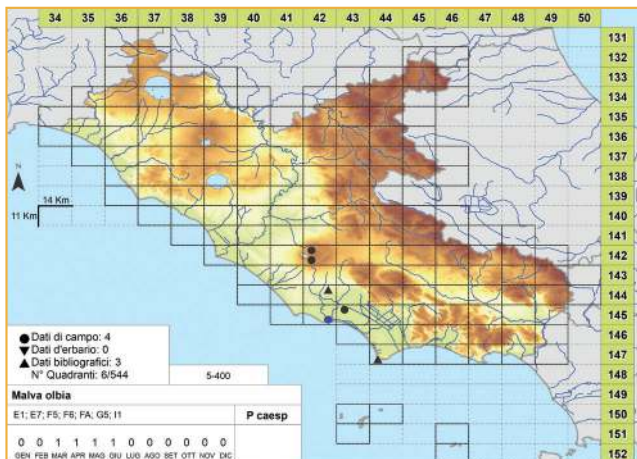 34 35 36 37 38 39 40 41 42 43 44 45 46 47 48 49 50
131
132
133
134
135
136
137
138
139
140
141
142
143
144
145
146
147
148
149
150
151
152
N
14 Km
11 Km
Dati di campo: 4
Dati d'erbario: 0
Dati bibliografici: 3
N° Quadranti: 6/544
5-400
Malva olbia
E1; E7; F5; F6; FA; G5; I1
P caesp
0 0 1 1 1 1 0 0 0 0 0 0
GEN FEB MAR APR MAG GIU LUG AGO SET OTT NOV DIC